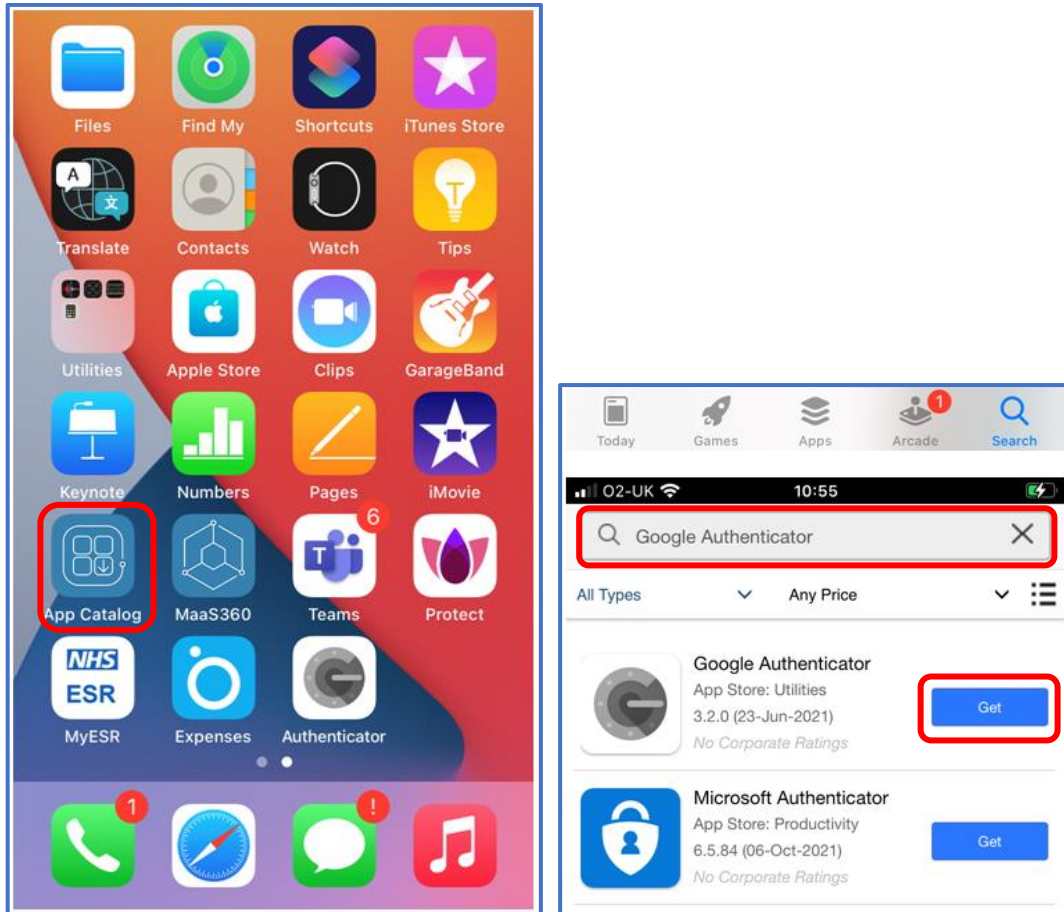 Files Find My Shortcuts iTunes Store
A
文
T
Translate Contacts Watch Tips
Utilities Apple Store Clips GarageBand
Keynote Numbers Pages iMovie
6
T
App Catalog MaaS360 Teams Protect
NHS
ESR
MyESR Expenses Authenticator
1
!
1
Today Games Apps Arcade Search
O2-UK 10:55
Google Authenticator
All Types Any Price
Google Authenticator
App Store: Utilities
Get
3.2.0 (23-Jun-2021)
No Corporate Ratings
Microsoft Authenticator
App Store: Productivity
Get
6.5.84 (06-Oct-2021)
No Corporate Ratings